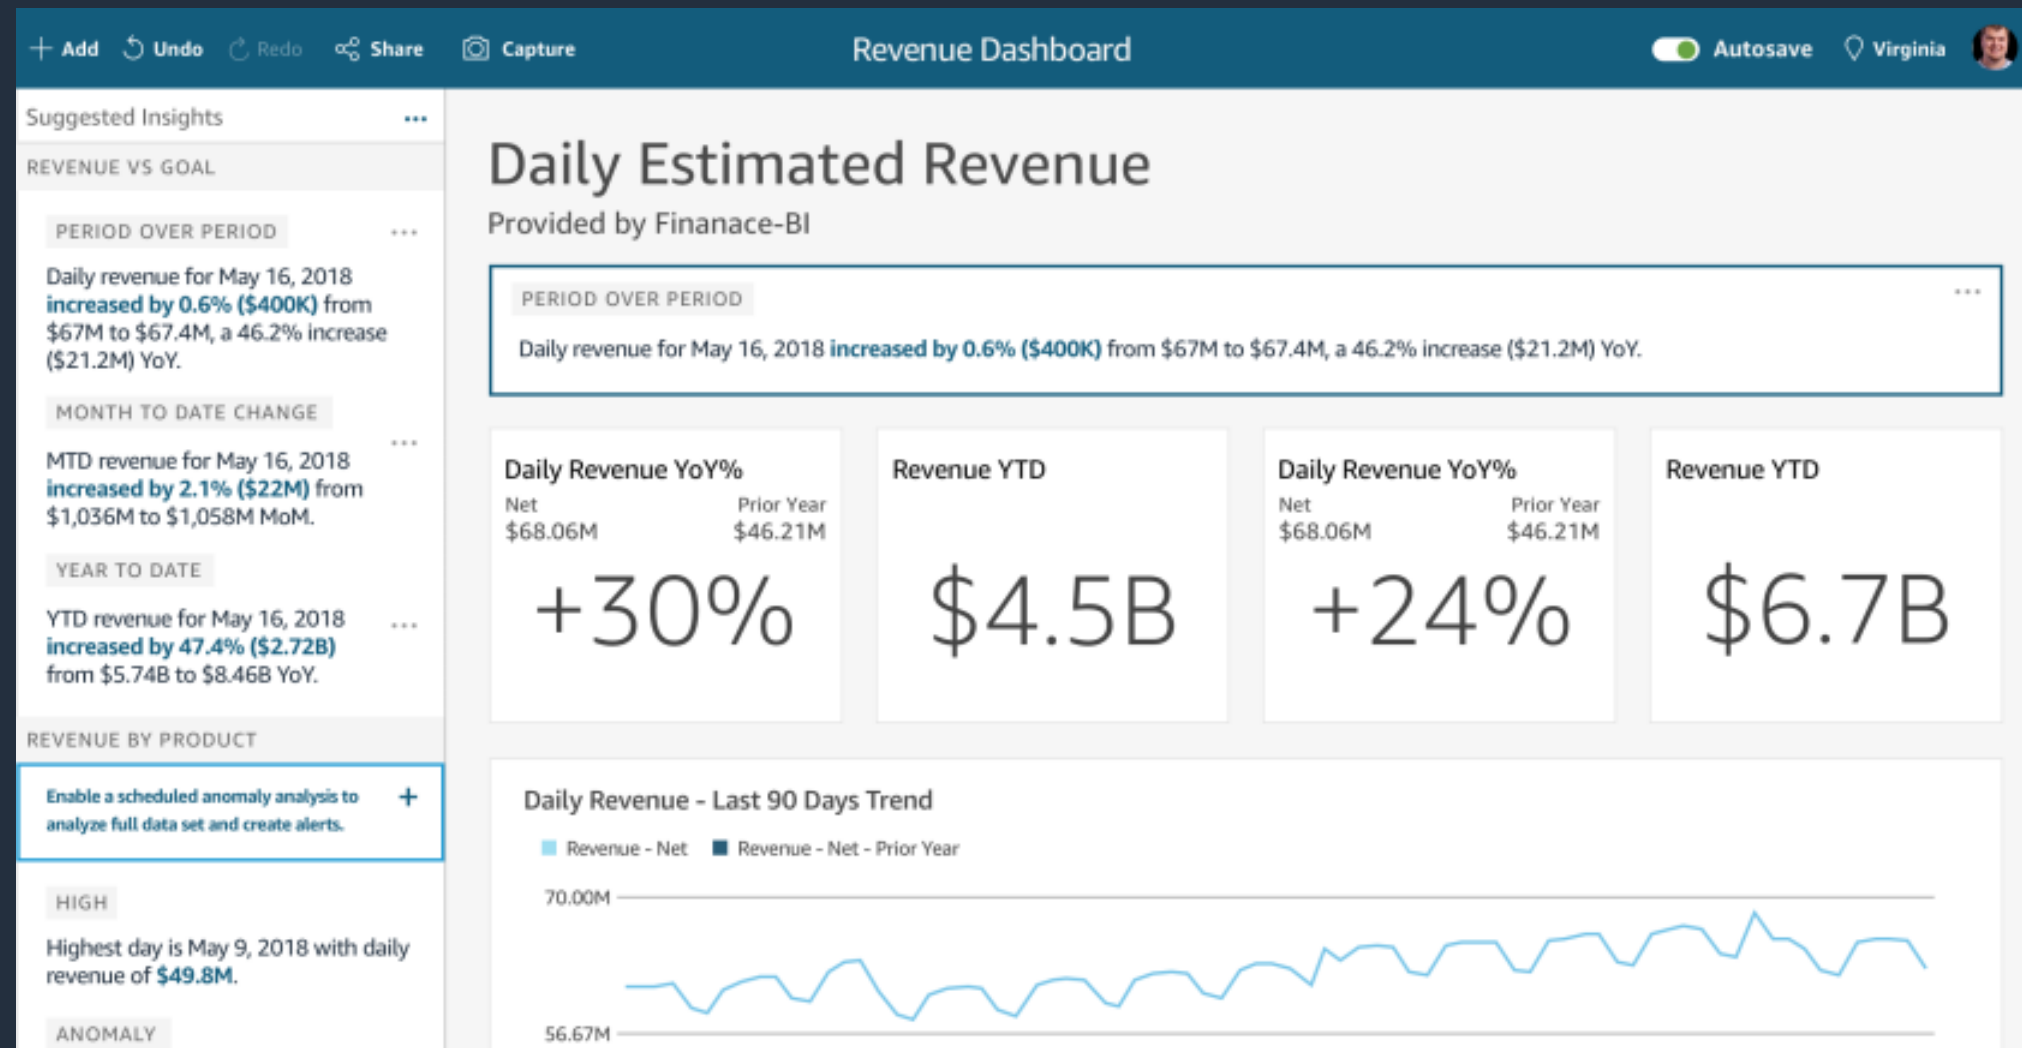 Add Undo Redo Share Capture Revenue Dashboard Autosave Virginia
Suggested Insights
REVENUE VS GOAL
PERIOD OVER PERIOD
Daily revenue for May 16, 2018
increased by 0.6% ($400K) from
$67M to $67.4M, a 46.2% increase
($21.2M) YoY.
MONTH TO DATE CHANGE
MTD revenue for May 16, 2018
increased by 2.1% ($22M) from
$1,036M to $1,058M MoM.
YEAR TO DATE
YTD revenue for May 16, 2018
increased by 47.4% ($2.72B)
from $5.74B to $8.46B YoY.
REVENUE BY PRODUCT
Enable a scheduled anomaly analysis to
analyze full data set and create alerts.
HIGH
Highest day is May 9, 2018 with daily
revenue of $49.8M.
ANOMALY
Daily Estimated Revenue
Provided by Finanace-BI
PERIOD OVER PERIOD
Daily revenue for May 16, 2018 increased by 0.6% ($400K) from $67M to $67.4M, a 46.2% increase ($21.2M) YoY.
Daily Revenue YoY%
Net Prior Year
$68.06M $46.21M
+30%
Revenue YTD
$4.5B
Daily Revenue YoY%
Net Prior Year
$68.06M $46.21M
+24%
Revenue YTD
$6.7B
Daily Revenue - Last 90 Days Trend
Revenue - Net Revenue - Net - Prior Year
70.00M
56.67M